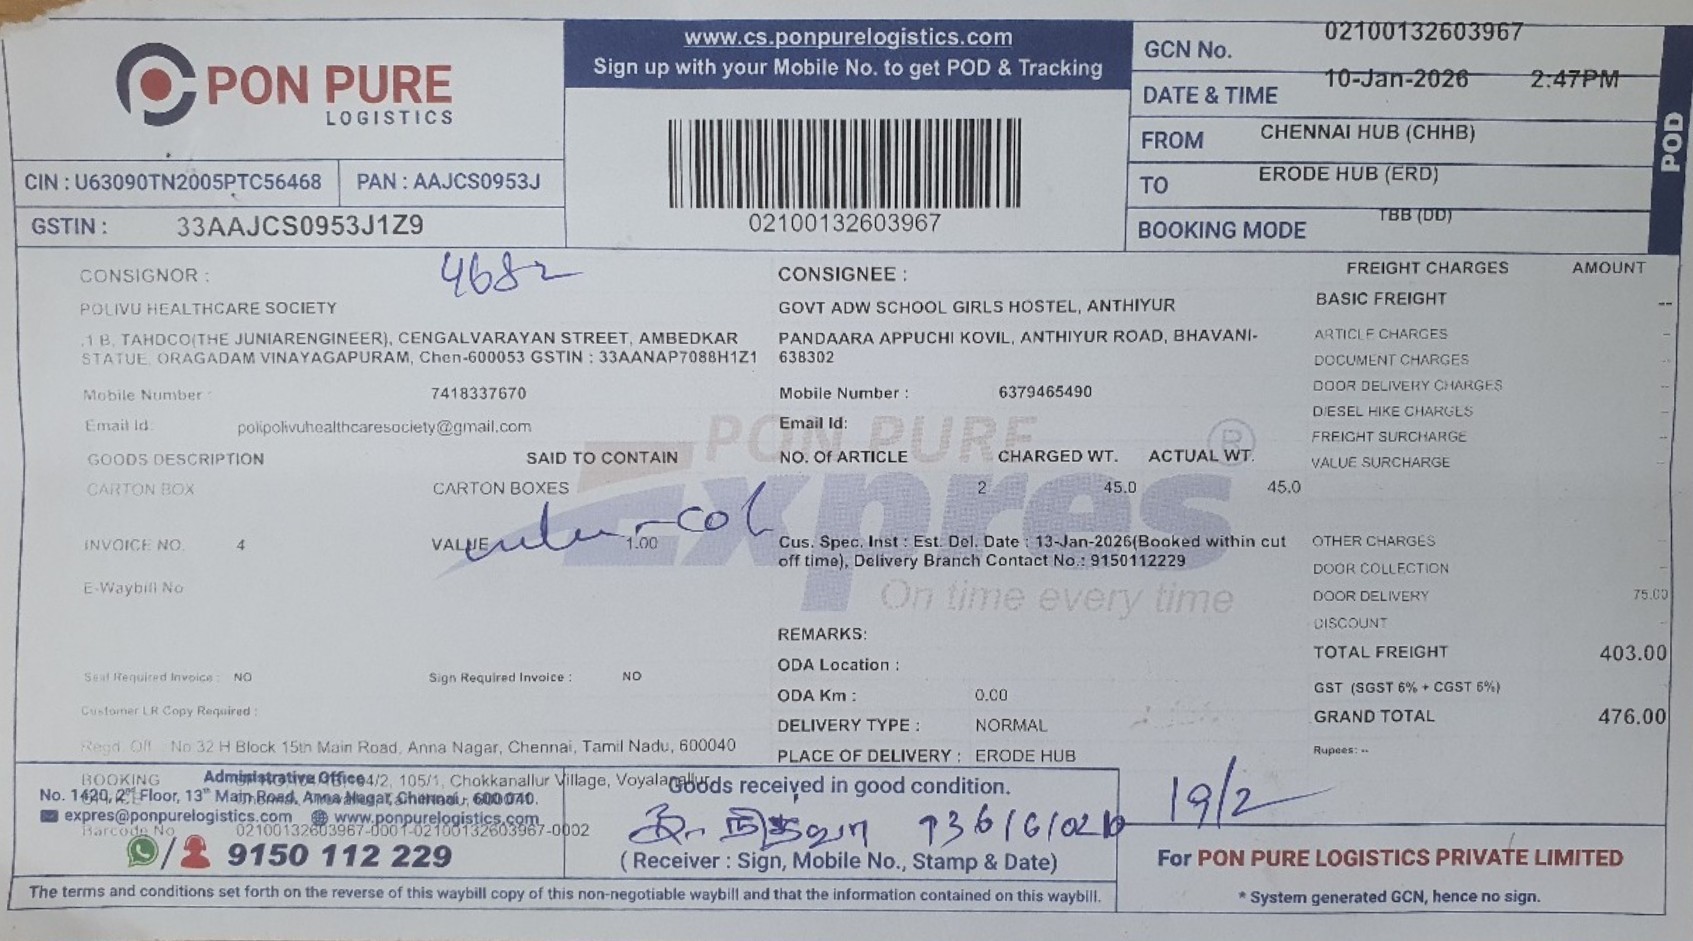 PON PURE
LOGISTICS
CIN : U63090TN2005PTC56468
PAN : AAJCS0953J
GSTIN : 33AAJCS0953J1Z9
www.cs.ponpurelogistics.com
Sign up with your Mobile No. to get POD & Tracking
02100132603967
GCN No. 02100132603967
DATE & TIME 10-Jan-2026 2:47PM
FROM CHENNAI HUB (CHHB)
TO ERODE HUB (ERD)
BOOKING MODE TBB (DD)
POD
4682
CONSIGNOR :
POLIVU HEALTHCARE SOCIETY
.1 B, TAHDCO(THE JUNIARENGINEER), CENGALVARAYAN STREET, AMBEDKAR
STATUE, ORAGADAM VINAYAGAPURAM, Chen-600053 GSTIN : 33AANAP7088H1Z1
Mobile Number : 7418337670
Email Id polipolivuhealthcaresociety@gmail.com
GOODS DESCRIPTION SAID TO CONTAIN
CARTON BOX CARTON BOXES
INVOICE NO. 4 VALUE 1.00
E-Waybill No
Seal Required Invoice : NO Sign Required Invoice : NO
Customer LR Copy Required :
Regd. Off : No 32 H Block 15th Main Road, Anna Nagar, Chennai, Tamil Nadu, 600040
CONSIGNEE :
GOVT ADW SCHOOL GIRLS HOSTEL, ANTHIYUR
PANDAARA APPUCHI KOVIL, ANTHIYUR ROAD, BHAVANI-
638302
Mobile Number : 6379465490
Email Id:
NO. Of ARTICLE CHARGED WT. ACTUAL WT.
2 45.0 45.0
Cus. Spec. Inst : Est. Del. Date : 13-Jan-2026(Booked within cut
off time), Delivery Branch Contact No.: 9150112229
REMARKS:
ODA Location :
ODA Km : 0.00
DELIVERY TYPE : NORMAL
PLACE OF DELIVERY : ERODE HUB
PON PURE
Expres ®
On time every time
FREIGHT CHARGES AMOUNT
BASIC FREIGHT --
ARTICLE CHARGES -
DOCUMENT CHARGES -
DOOR DELIVERY CHARGES -
DIESEL HIKE CHARGES -
FREIGHT SURCHARGE -
VALUE SURCHARGE -
OTHER CHARGES -
DOOR COLLECTION -
DOOR DELIVERY 75.00
DISCOUNT -
TOTAL FREIGHT 403.00
GST (SGST 6% + CGST 6%)
GRAND TOTAL 476.00
Rupees: --
BOOKING 4/2, 105/1, Chokkanallur Village,
Administrative Office
No. 1420, 2nd Floor, 13th Main Road, Anna Nagar, Chennai, 600 040.
expres@ponpurelogistics.com www.ponpurelogistics.com
Barcode No 02100132603967-0001-02100132603967-0002
9150 112 229
Goods received in good condition.
19/2
(Receiver : Sign, Mobile No., Stamp & Date)
For PON PURE LOGISTICS PRIVATE LIMITED
* System generated GCN, hence no sign.
The terms and conditions set forth on the reverse of this waybill copy of this non-negotiable waybill and that the information contained on this waybill.